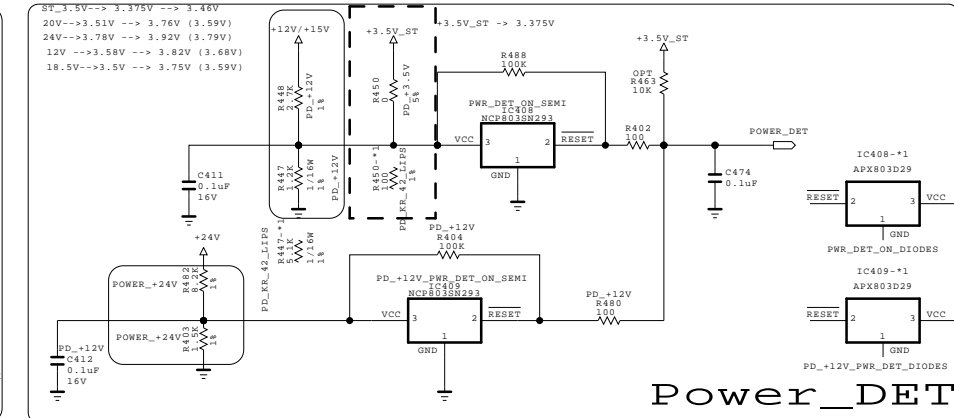 ST_3.5V--> 3.375V --> 3.46V
20V-->3.51V --> 3.76V (3.59V)
24V-->3.78V --> 3.92V (3.79V)
12V -->3.58V --> 3.82V (3.68V)
18.5V-->3.5V --> 3.75V (3.59V)
+12V/+15V
R448
2.7K
PD_+12V
1%
R447
1.2K
1/16W
1%
PD_+12V
C411
0.1uF
16V
+3.5V_ST
R450
0
PD_+3.5V
5%
R450-*1
100
PD_KR_42_LIPS
1%
+3.5V_ST --> 3.375V
R488
100K
PWR_DET_ON_SEMI
IC408
NCP803SN293
VCC
3
2
RESET
1
GND
+3.5V_ST
OPT
R463
10K
R402
100
POWER_DET
C474
0.1uF
IC408-*1
APX803D29
RESET
2
3
VCC
1
GND
PWR_DET_ON_DIODES
+24V
POWER_+24V
R482
8.2K
1%
POWER_+24V
R403
1.5K
1%
PD_+12V
C412
0.1uF
16V
PD_KR_42_LIPS
R447-*1
5.1K
1/16W
1%
PD_+12V
R404
100K
PD_+12V_PWR_DET_ON_SEMI
IC409
NCP803SN293
VCC
3
2
RESET
1
GND
PD_+12V
R480
100
IC409-*1
APX803D29
RESET
2
3
VCC
1
GND
PD_+12V_PWR_DET_DIODES
Power_DET